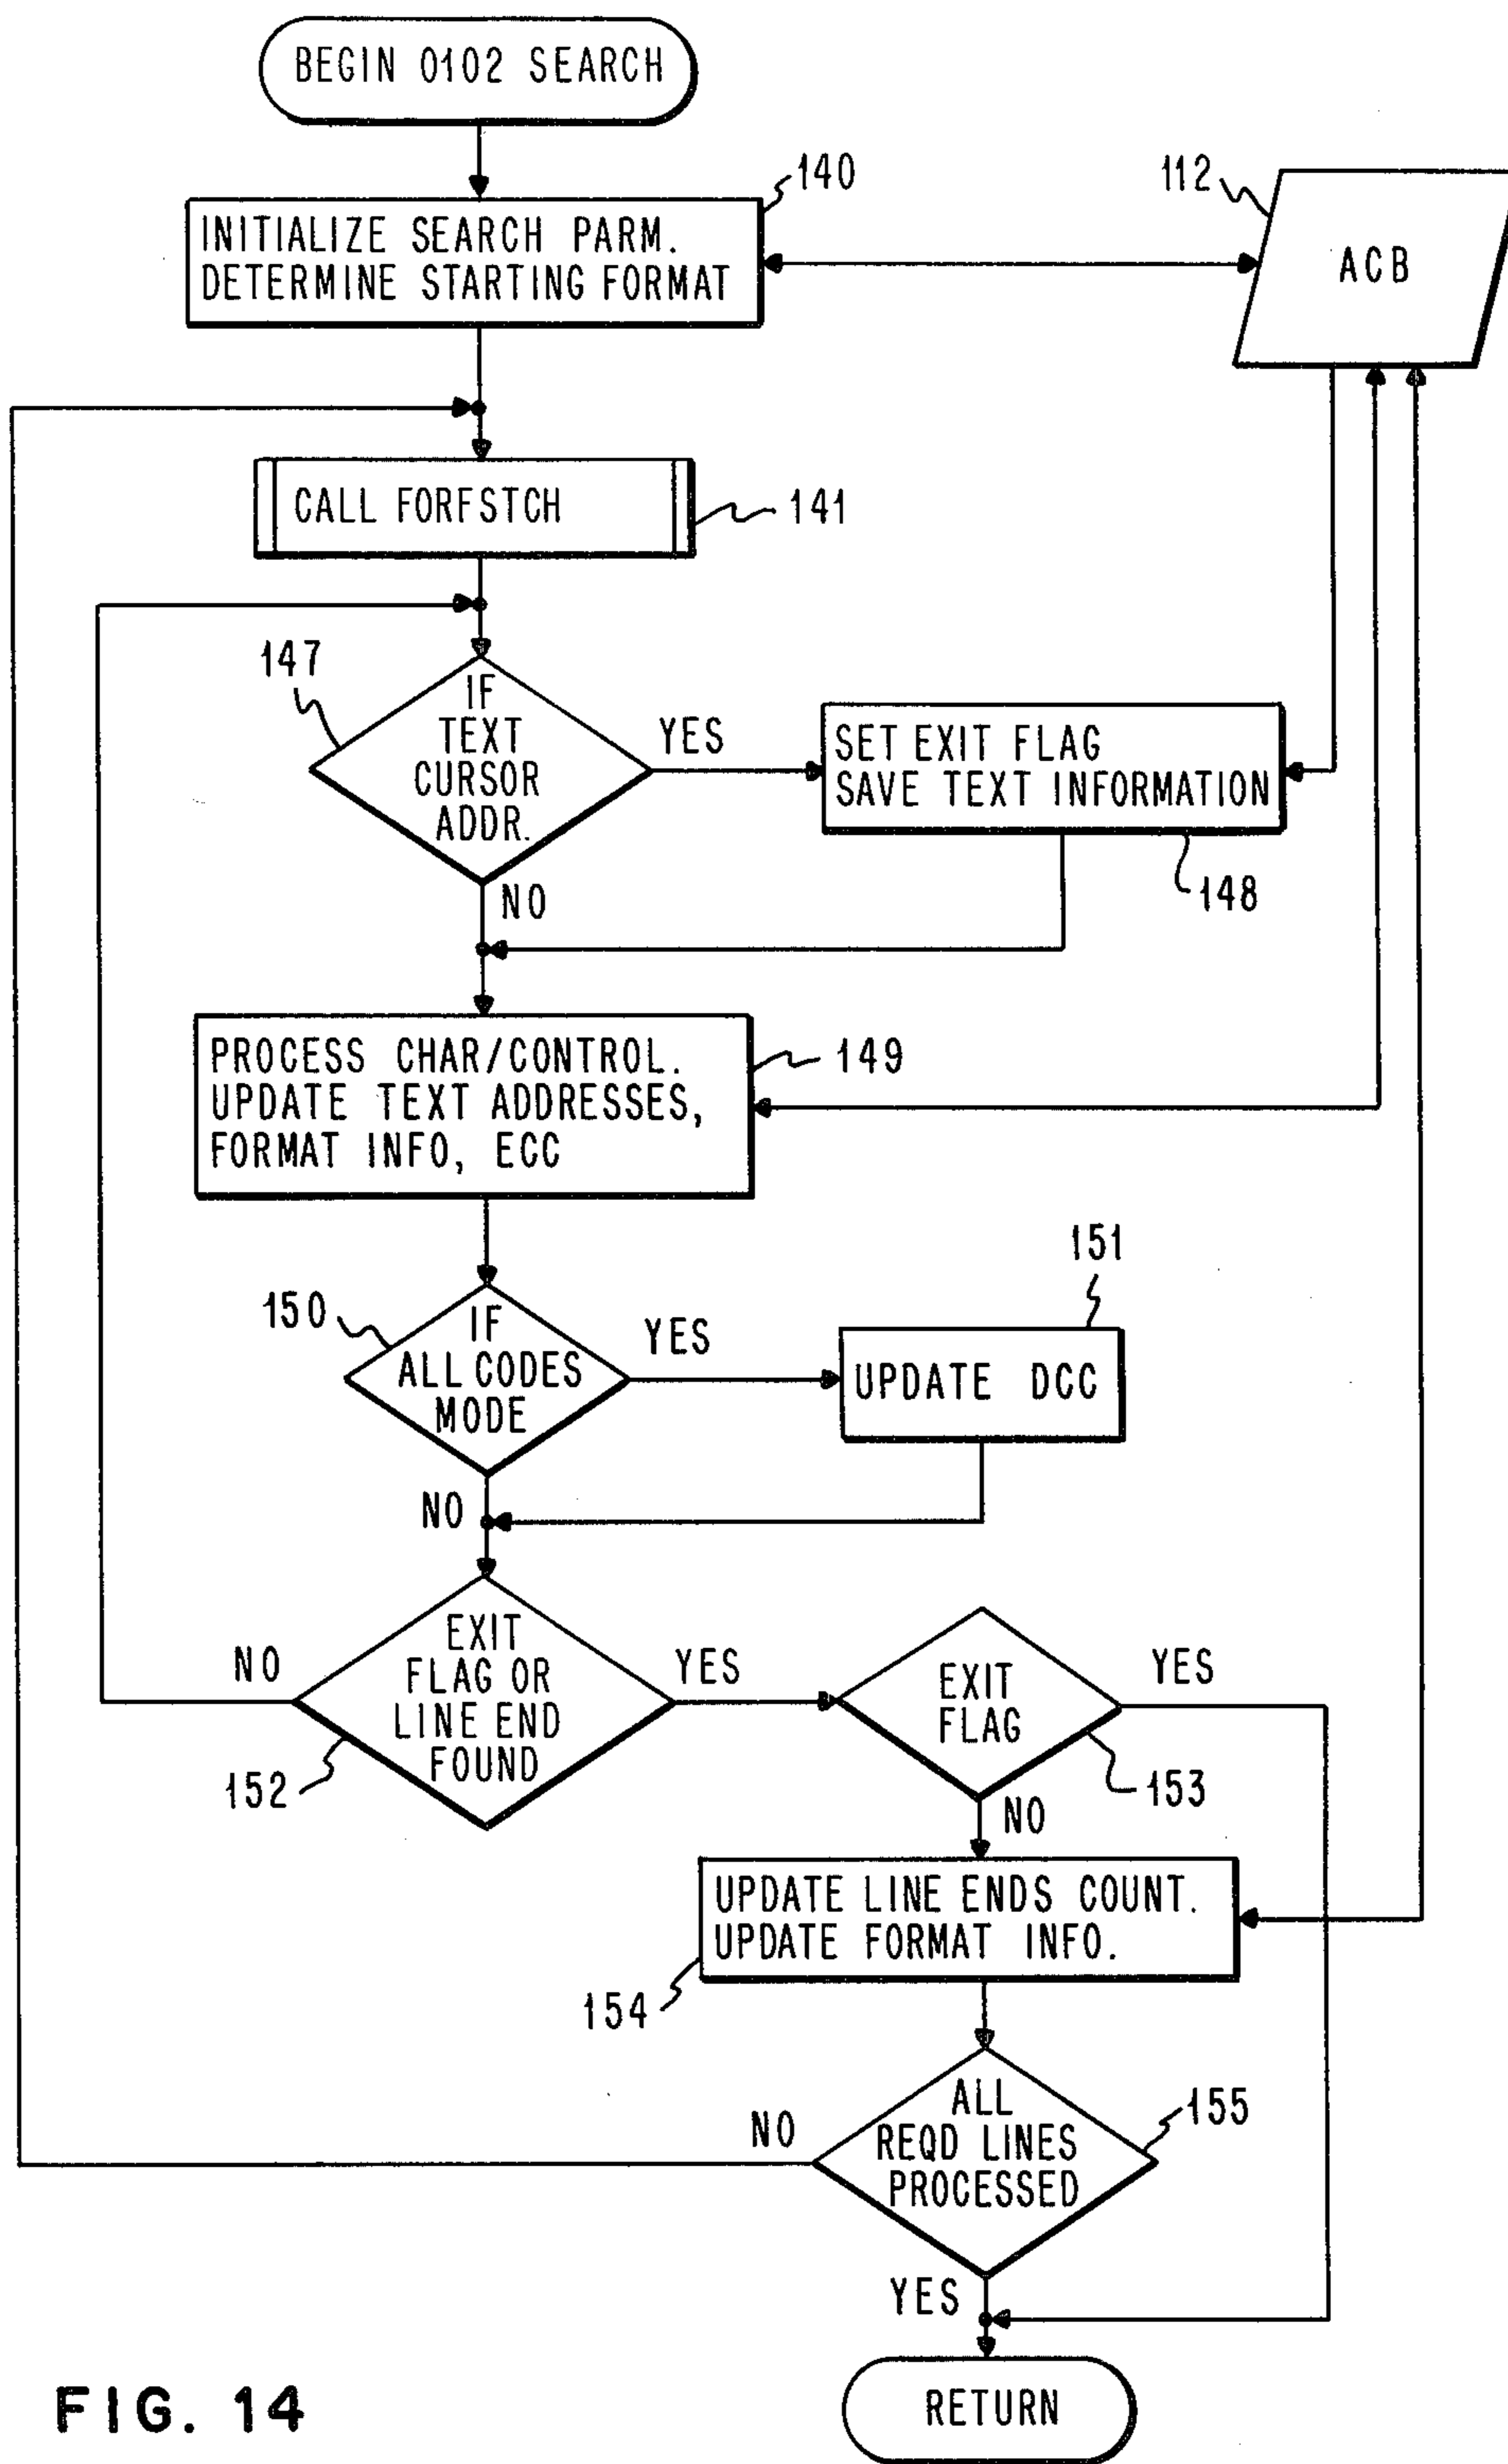 BEGIN 0102 SEARCH
140
112
INITIALIZE SEARCH PARM.
DETERMINE STARTING FORMAT
ACB
CALL FORFSTCH
141
147
IF
TEXT
CURSOR
ADDR.
YES
SET EXIT FLAG
SAVE TEXT INFORMATION
148
NO
PROCESS CHAR/CONTROL.
UPDATE TEXT ADDRESSES,
FORMAT INFO, ECC
149
150
IF
ALL CODES
MODE
YES
151
UPDATE DCC
NO
EXIT
FLAG OR
LINE END
FOUND
NO
YES
152
EXIT
FLAG
YES
153
NO
UPDATE LINE ENDS COUNT.
UPDATE FORMAT INFO.
154
ALL
REQD LINES
PROCESSED
155
NO
YES
RETURN
FIG. 14